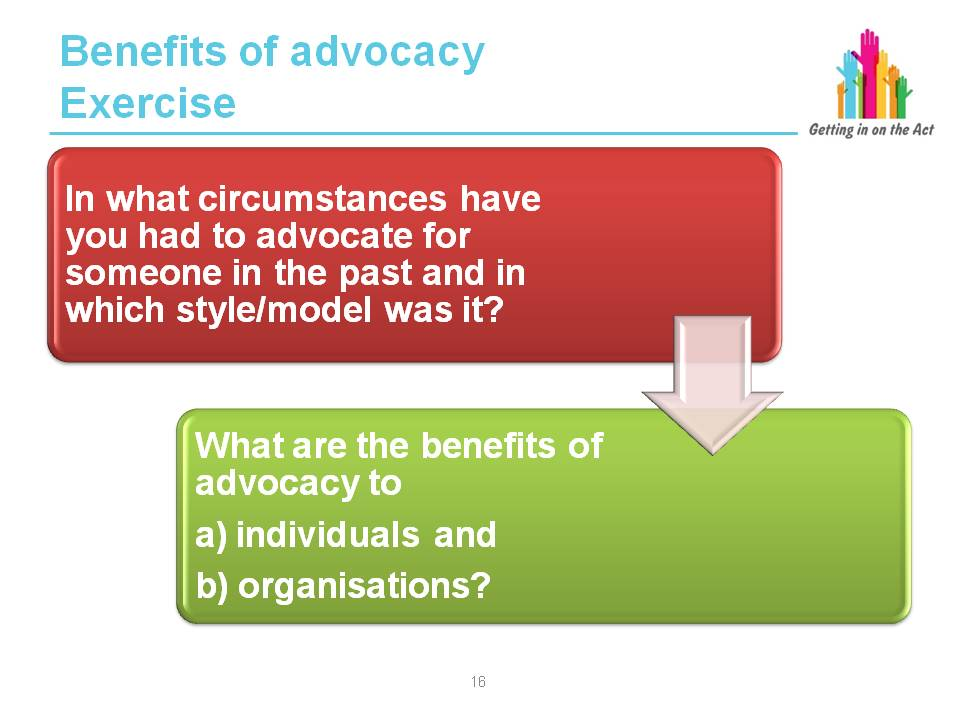 Benefits of advocacy
Exercise
Getting in on the Act
In what circumstances have
you had to advocate for
someone in the past and in
which style/model was it?
What are the benefits of
advocacy to
a) individuals and
b) organisations?
16